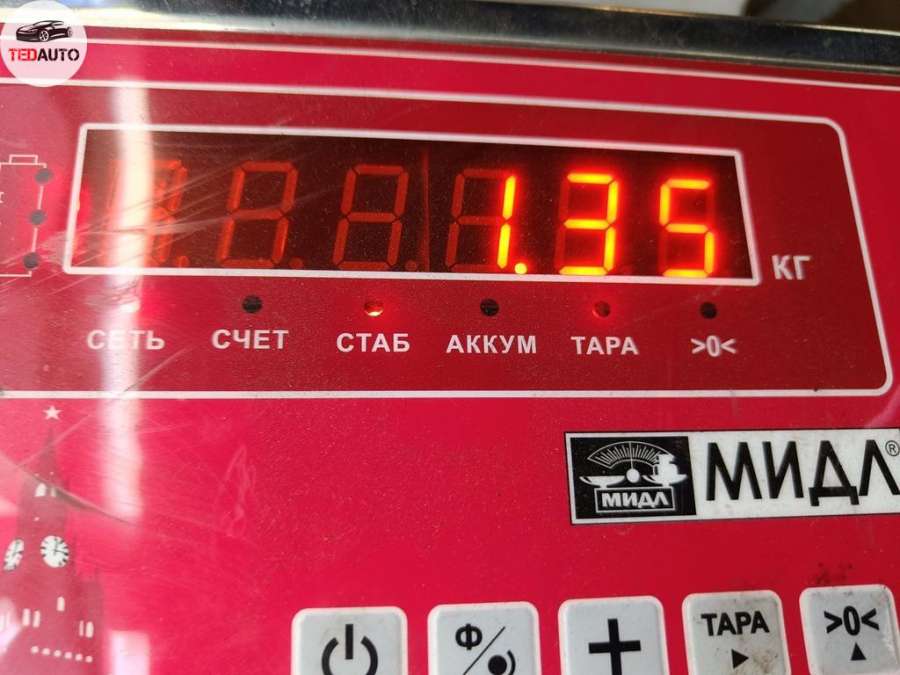 TEDAUTO
1.35
КГ
СЕТЬ СЧЕТ СТАБ АККУМ ТАРА >0<
МИДЛ МИДЛ®
Ф ТАРА >0<